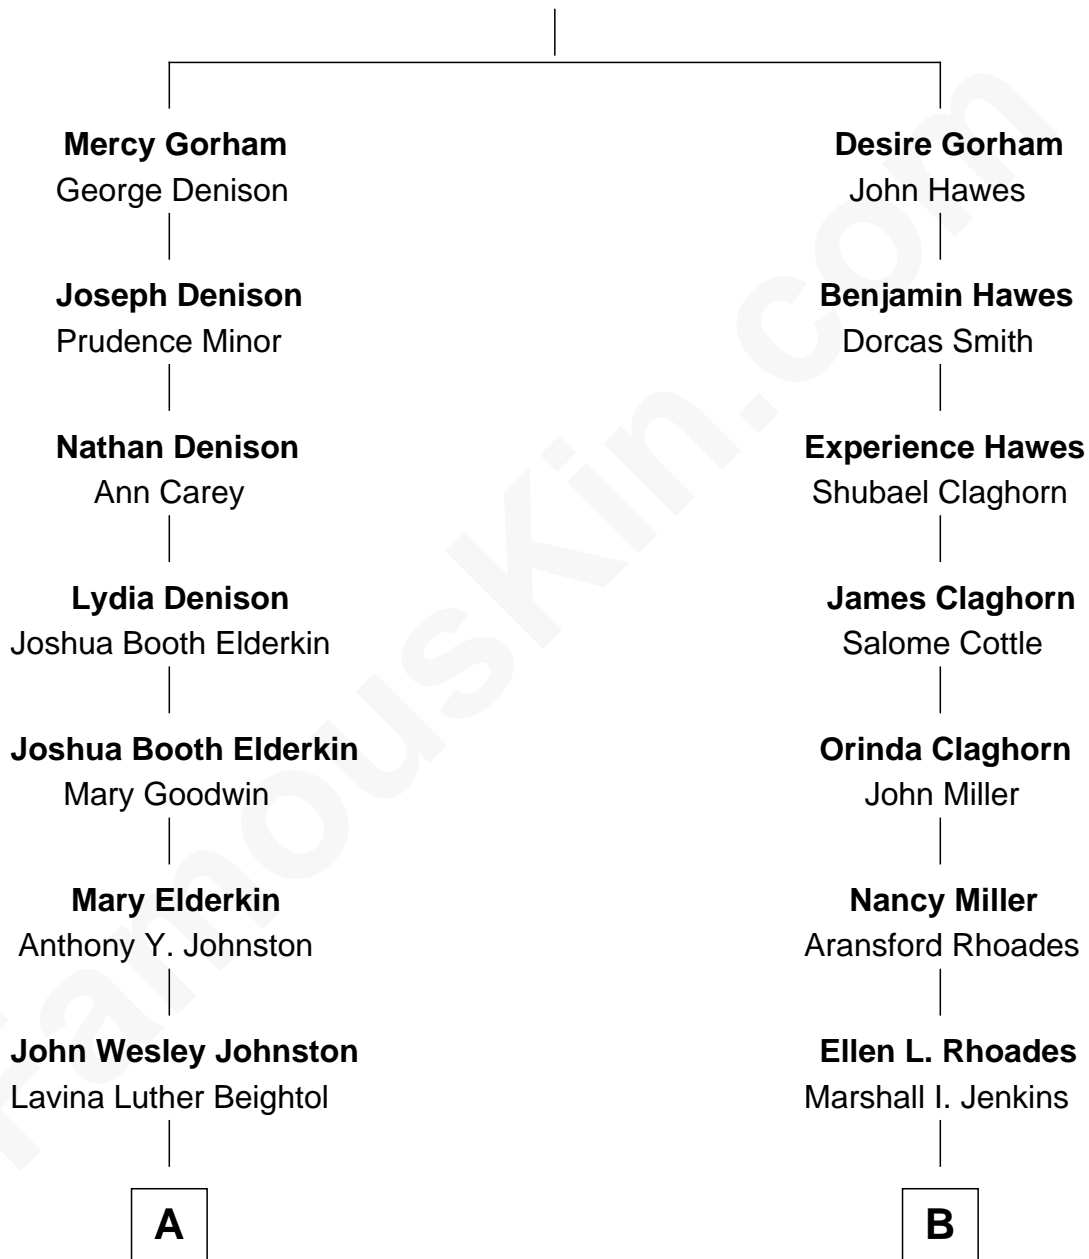 Mercy Gorham
George Denison
Joseph Denison
Prudence Minor
Nathan Denison
Ann Carey
Lydia Denison
Joshua Booth Elderkin
Joshua Booth Elderkin
Mary Goodwin
Mary Elderkin
Anthony Y. Johnston
John Wesley Johnston
Lavina Luther Beightol
A
Desire Gorham
John Hawes
Benjamin Hawes
Dorcas Smith
Experience Hawes
Shubael Claghorn
James Claghorn
Salome Cottle
Orinda Claghorn
John Miller
Nancy Miller
Aransford Rhoades
Ellen L. Rhoades
Marshall I. Jenkins
B
FamousKin.com